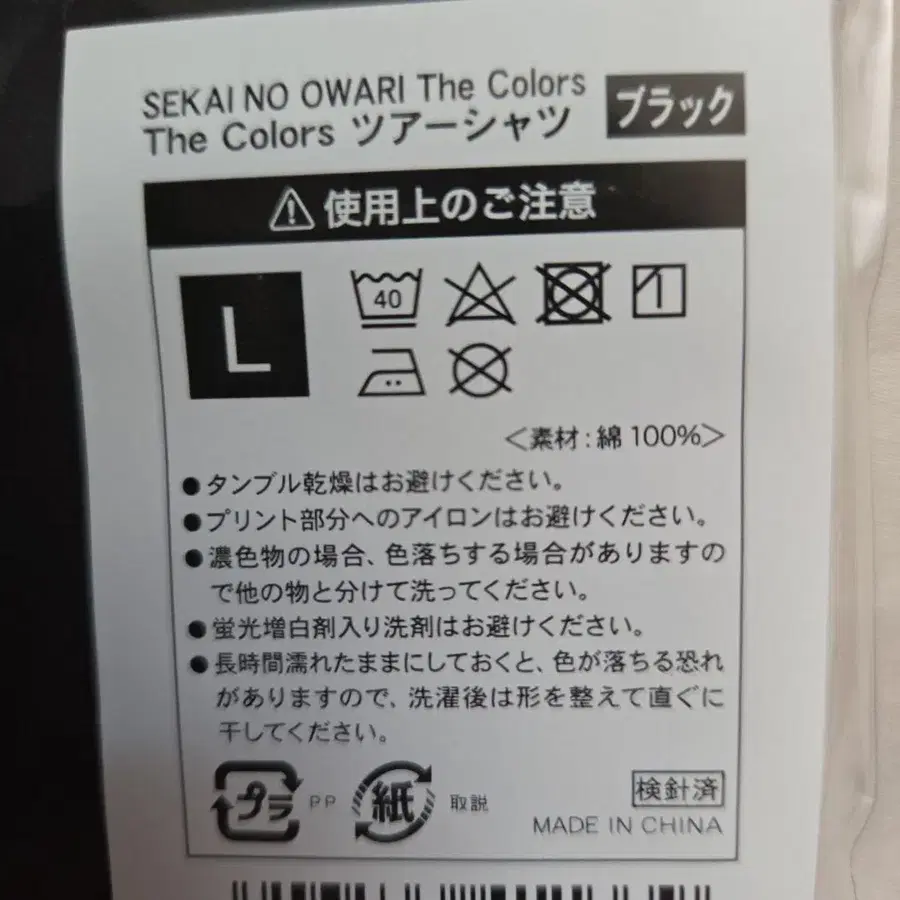 SEKAI NO OWARI The Colors
The Colors ツアーシャツ ブラック
使用上のご注意
L
40
<素材:綿100%>
●タンブル乾燥はお避けください。
●プリント部分へのアイロンはお避けください。
●濃色物の場合、色落ちする場合がありますの
で他の物と分けて洗ってください。
●蛍光増白剤入り洗剤はお避けください。
●長時間濡れたままにしておくと、色が落ちる恐れ
がありますので、洗濯後は形を整えて直ぐに
干してください。
プラ PP 紙 取説
検針済
MADE IN CHINA